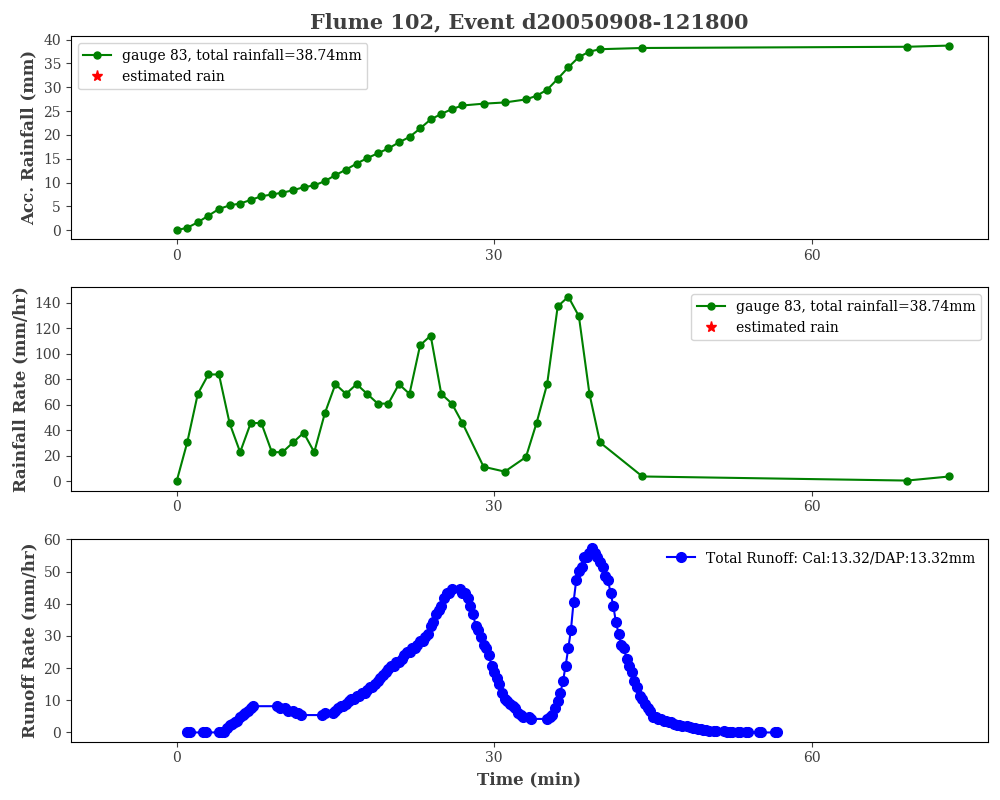 Flume 102, Event d20050908-121800
Acc. Rainfall (mm)
40
35
30
25
20
15
10
5
0
gauge 83, total rainfall=38.74mm
estimated rain
0 30 60
Rainfall Rate (mm/hr)
140
120
100
80
60
40
20
0
gauge 83, total rainfall=38.74mm
estimated rain
0 30 60
Runoff Rate (mm/hr)
60
50
40
30
20
10
0
Total Runoff: Cal:13.32/DAP:13.32mm
0 30 60
Time (min)